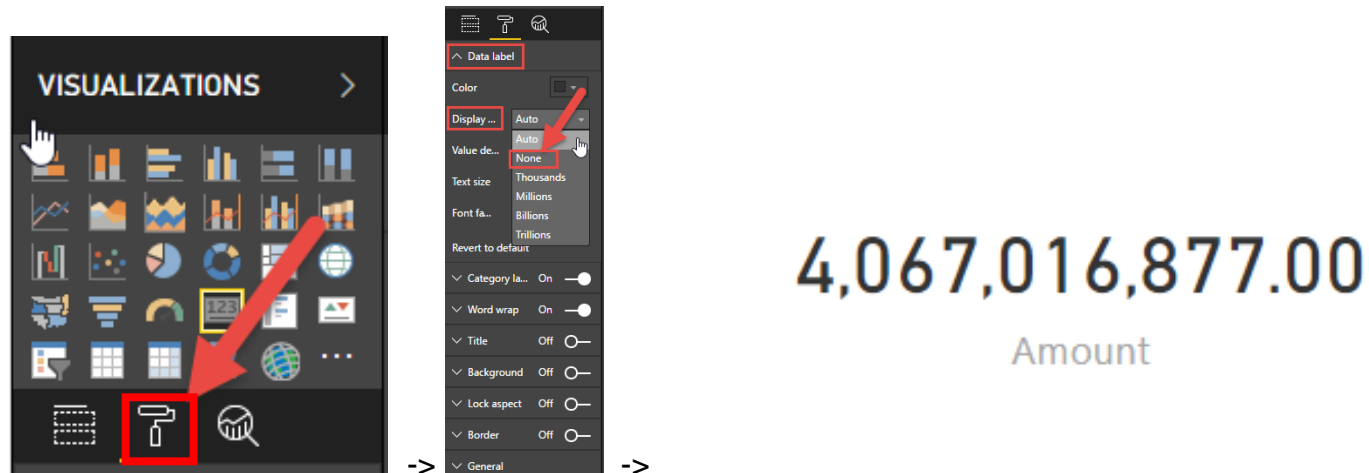 VISUALIZATIONS >
123
->
Data label
Color
Display ... Auto
Auto
None
Thousands
Millions
Billions
Trillions
Value de...
Text size
Font fa...
Revert to default
Category la... On
Word wrap On
Title Off
Background Off
Lock aspect Off
Border Off
General
->
4,067,016,877.00
Amount